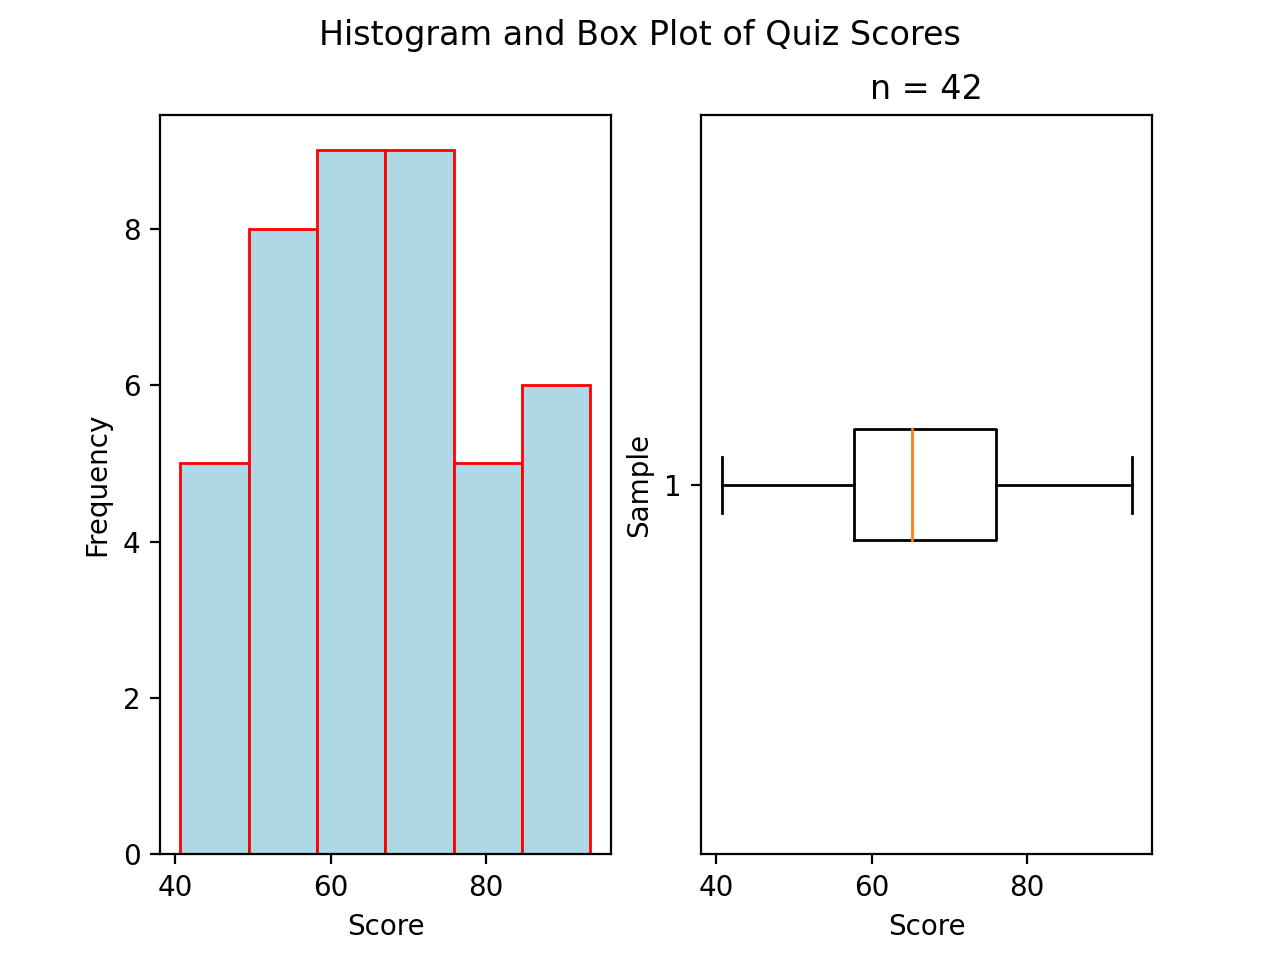 Histogram and Box Plot of Quiz Scores
8
6
4
2
0
Frequency
40 60 80
Score
n = 42
Sample
1
40 60 80
Score